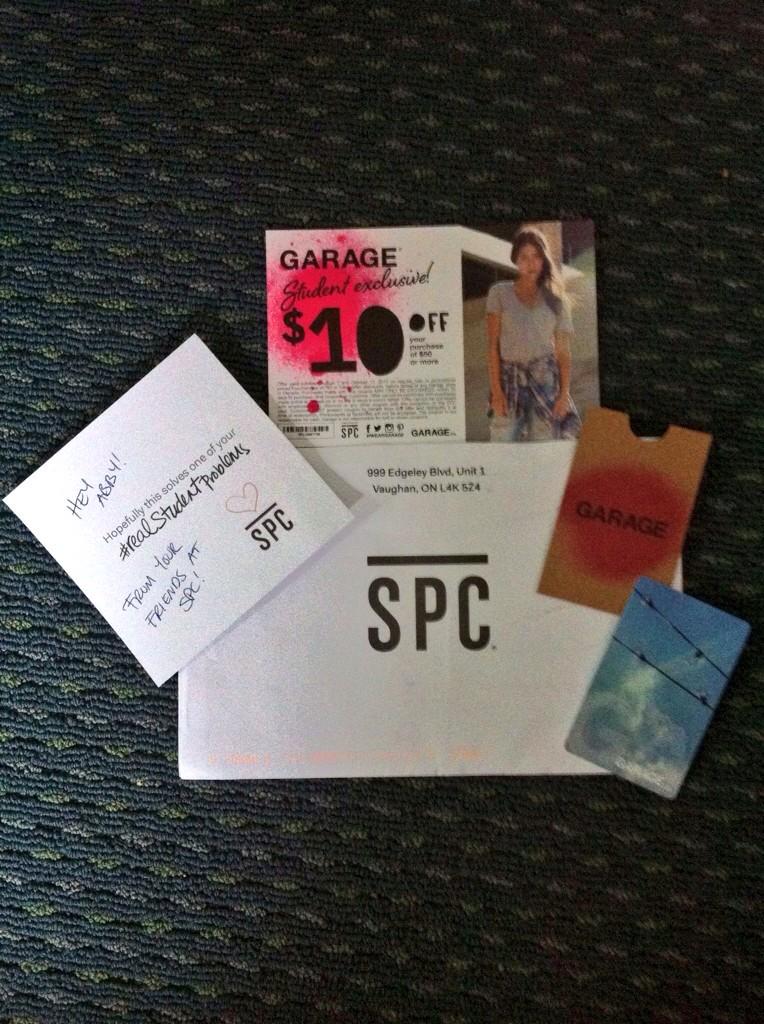 GARAGE
Student exclusive!
$10 OFF
your
purchase
of $50
or more
SPC
GARAGE
HEY
ABBY!
Hopefully this solves one of your
#realStudentproblems
SPC
FROM YOUR
FRIENDS AT
SPC!
999 Edgeley Blvd, Unit 1
Vaughan, ON L4K 5Z4
SPC
GARAGE